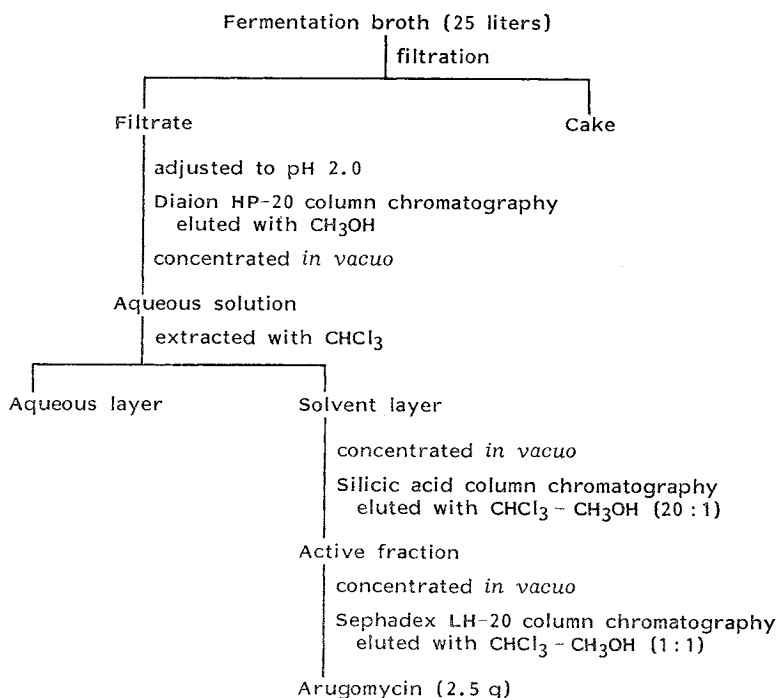 Fermentation broth (25 liters)
filtration
Filtrate
Cake
adjusted to pH 2.0
Diaion HP-20 column chromatography
eluted with CH₃OH
concentrated in vacuo
Aqueous solution
extracted with CHCl₃
Aqueous layer
Solvent layer
concentrated in vacuo
Silicic acid column chromatography
eluted with CHCl₃ - CH₃OH (20 : 1)
Active fraction
concentrated in vacuo
Sephadex LH-20 column chromatography
eluted with CHCl₃ - CH₃OH (1 : 1)
Arugomycin (2.5 g)